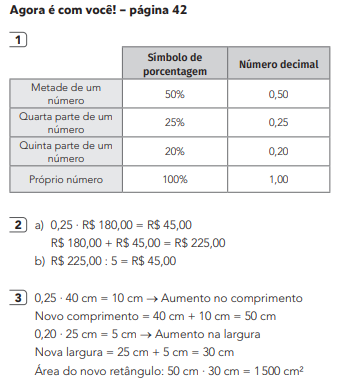 Agora é com você! – página 42
1
Símbolo de porcentagem Número decimal
Metade de um número 50% 0,50
Quarta parte de um número 25% 0,25
Quinta parte de um número 20% 0,20
Próprio número 100% 1,00
2 a) 0,25 · R$ 180,00 = R$ 45,00
R$ 180,00 + R$ 45,00 = R$ 225,00
b) R$ 225,00 : 5 = R$ 45,00
3 0,25 · 40 cm = 10 cm → Aumento no comprimento
Novo comprimento = 40 cm + 10 cm = 50 cm
0,20 · 25 cm = 5 cm → Aumento na largura
Nova largura = 25 cm + 5 cm = 30 cm
Área do novo retângulo: 50 cm · 30 cm = 1 500 cm²